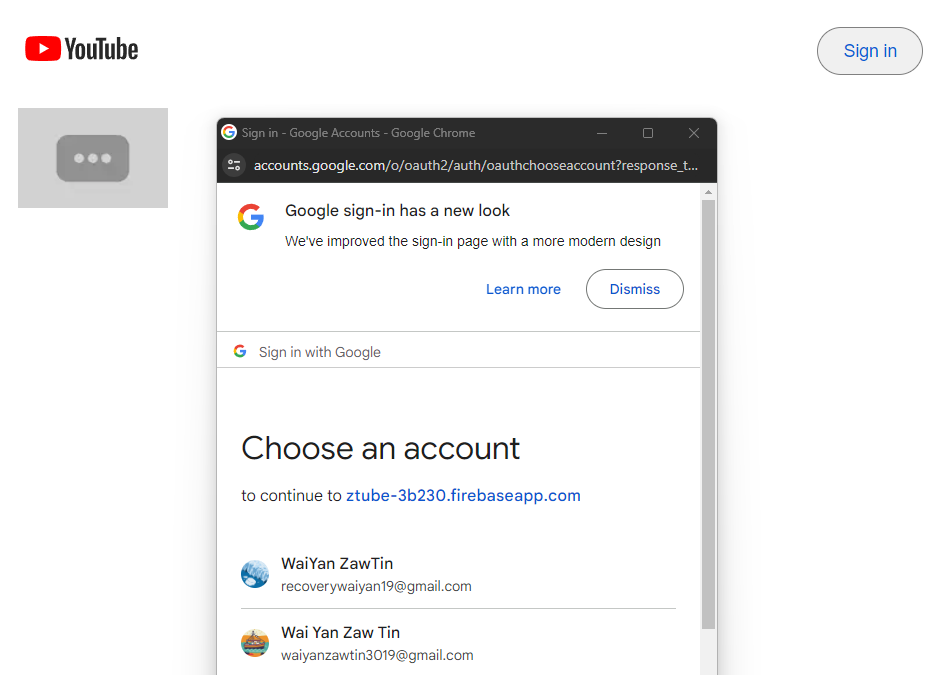 YouTube
Sign in
Sign in - Google Accounts - Google Chrome
accounts.google.com/o/oauth2/auth/oauthchooseaccount?response_t...
Google sign-in has a new look
We've improved the sign-in page with a more modern design
Learn more
Dismiss
Sign in with Google
Choose an account
to continue to ztube-3b230.firebaseapp.com
WaiYan ZawTin
recoverywaiyan19@gmail.com
Wai Yan Zaw Tin
waiyanzawtin3019@gmail.com